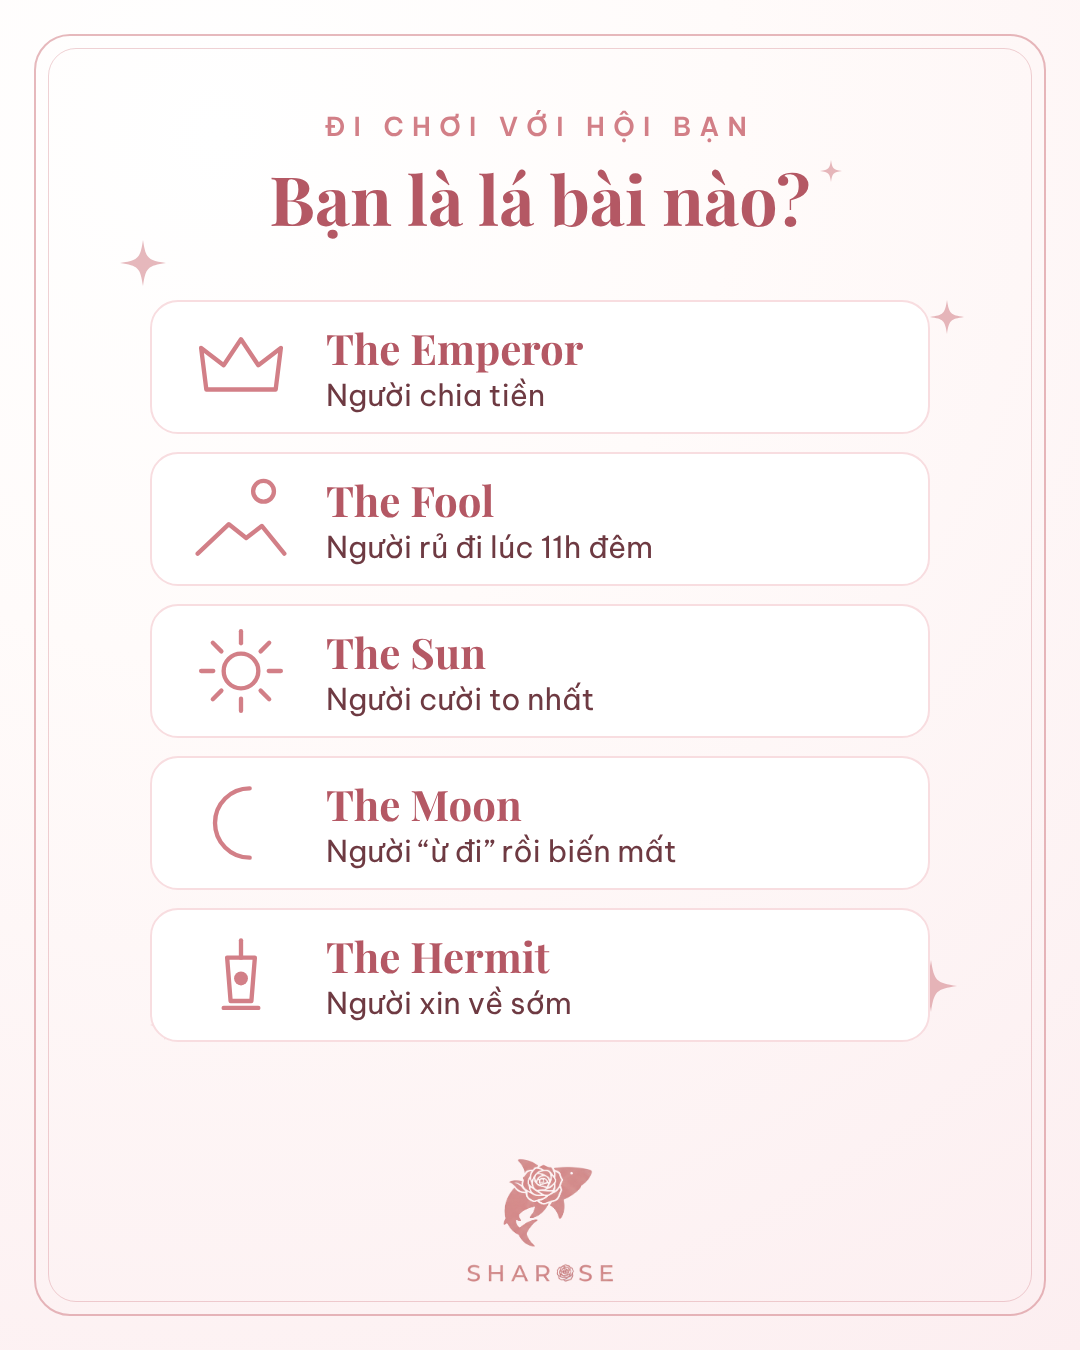 ĐI CHƠI VỚI HỘI BẠN
Bạn là lá bài nào?
The Emperor
Người chia tiền
The Fool
Người rủ đi lúc 11h đêm
The Sun
Người cười to nhất
The Moon
Người “ừ đi” rồi biến mất
The Hermit
Người xin về sớm
SHAROSE